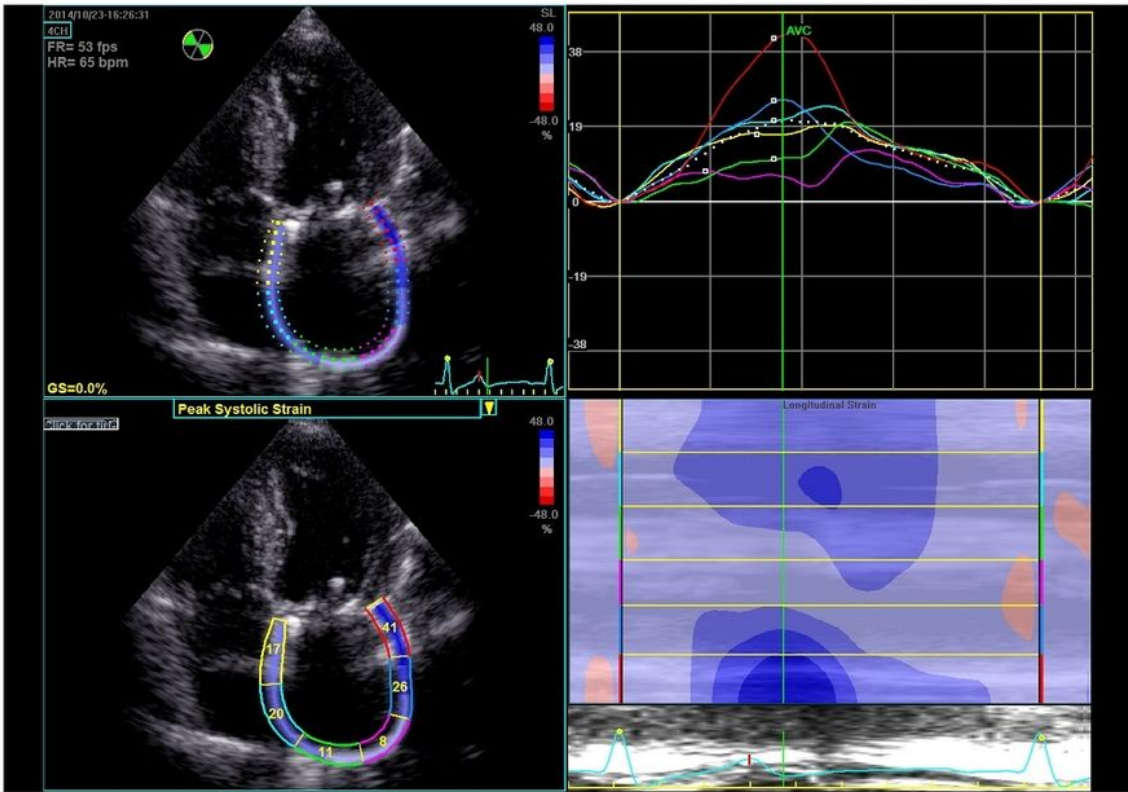 2014/10/23-16:26:31
4CH
FR= 53 fps
HR= 65 bpm
SL
48.0
-48.0
%
GS=0.0%
AVC
38
19
0
-19
-38
Peak Systolic Strain
48.0
-48.0
%
17
20
11
8
26
41
Longitudinal Strain